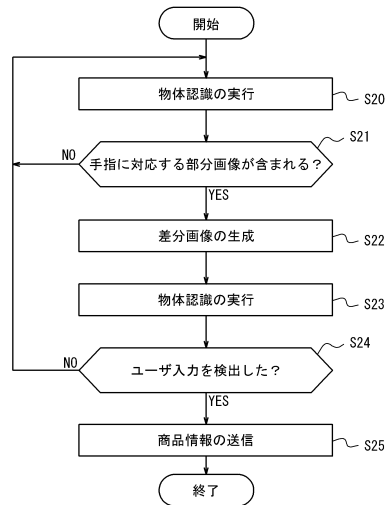 開始
物体認識の実行
S20
S21
手指に対応する部分画像が含まれる？
NO
YES
差分画像の生成
S22
物体認識の実行
S23
S24
ユーザ入力を検出した？
NO
YES
商品情報の送信
S25
終了